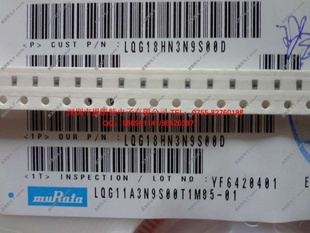 <P> CUST P/N : LQG18HN3N9S00D
<1P> OUR P/N : LQG18HN3N9S00D
<1T> INSPECTION / LOT NO : YF6420401
muRata LQG11A3N9S00T1M85-01